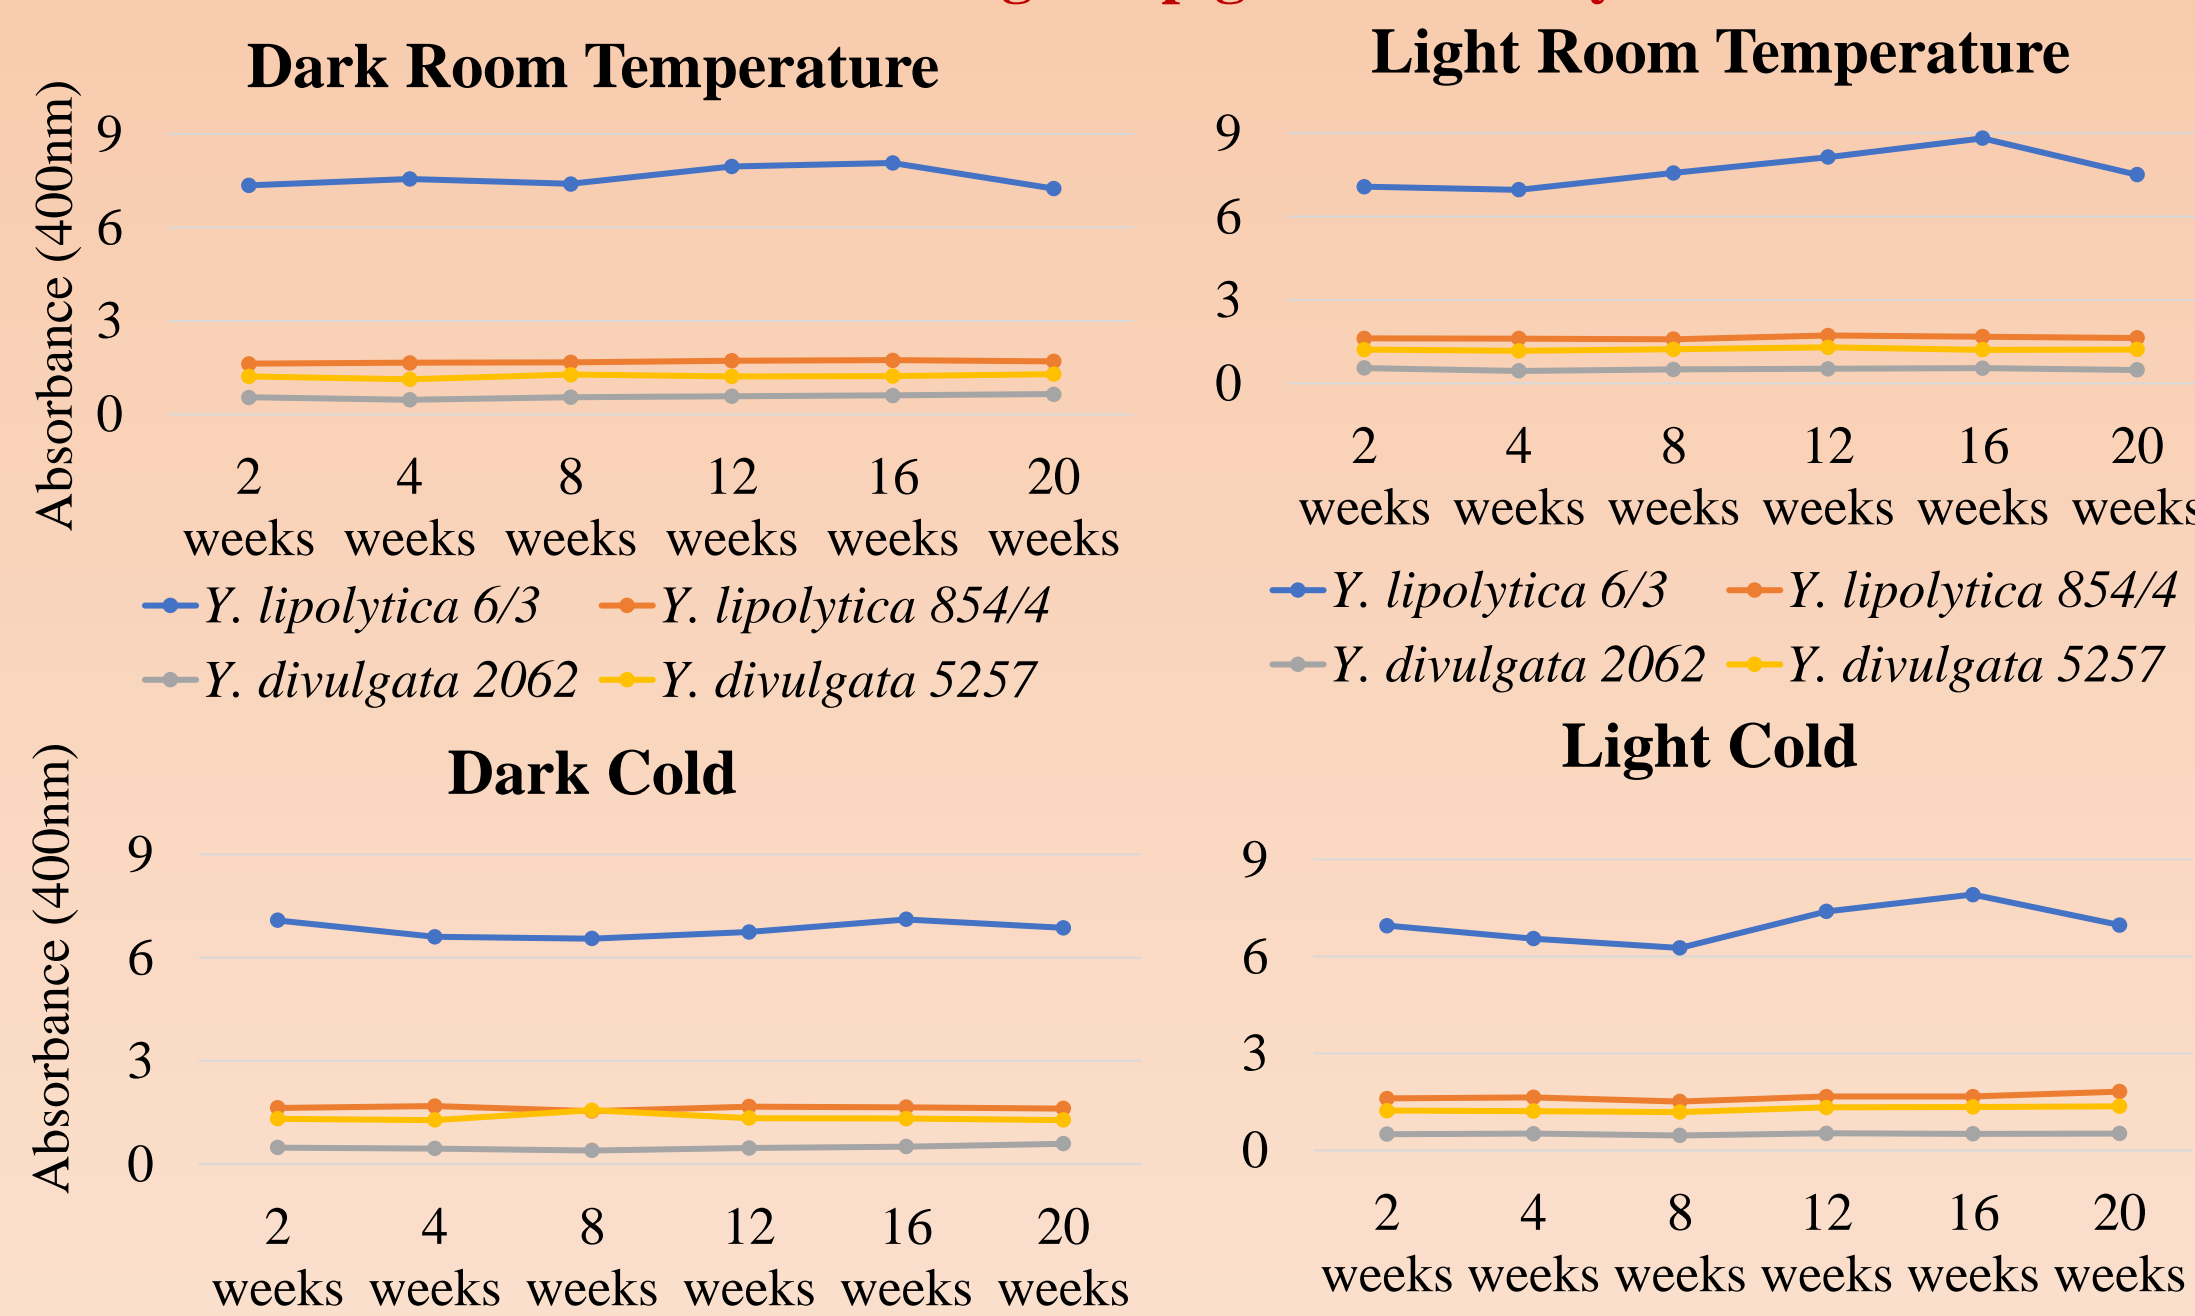 Dark Room Temperature
Absorbance (400nm)
9
6
3
0
2 4 8 12 16 20
weeks weeks weeks weeks weeks weeks
Y. lipolytica 6/3 Y. lipolytica 854/4
Y. divulgata 2062 Y. divulgata 5257
Light Room Temperature
9
6
3
0
2 4 8 12 16 20
weeks weeks weeks weeks weeks weeks
Y. lipolytica 6/3 Y. lipolytica 854/4
Y. divulgata 2062 Y. divulgata 5257
Dark Cold
Absorbance (400nm)
9
6
3
0
2 4 8 12 16 20
weeks weeks weeks weeks weeks weeks
Light Cold
9
6
3
0
2 4 8 12 16 20
weeks weeks weeks weeks weeks weeks